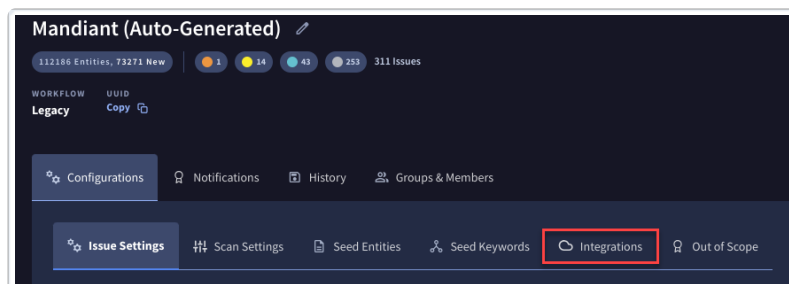 Mandiant (Auto-Generated)
112186 Entities, 73271 New 1 14 43 253 311 Issues
WORKFLOW UUID
Legacy Copy
Configurations Notifications History Groups & Members
Issue Settings Scan Settings Seed Entities Seed Keywords Integrations Out of Scope